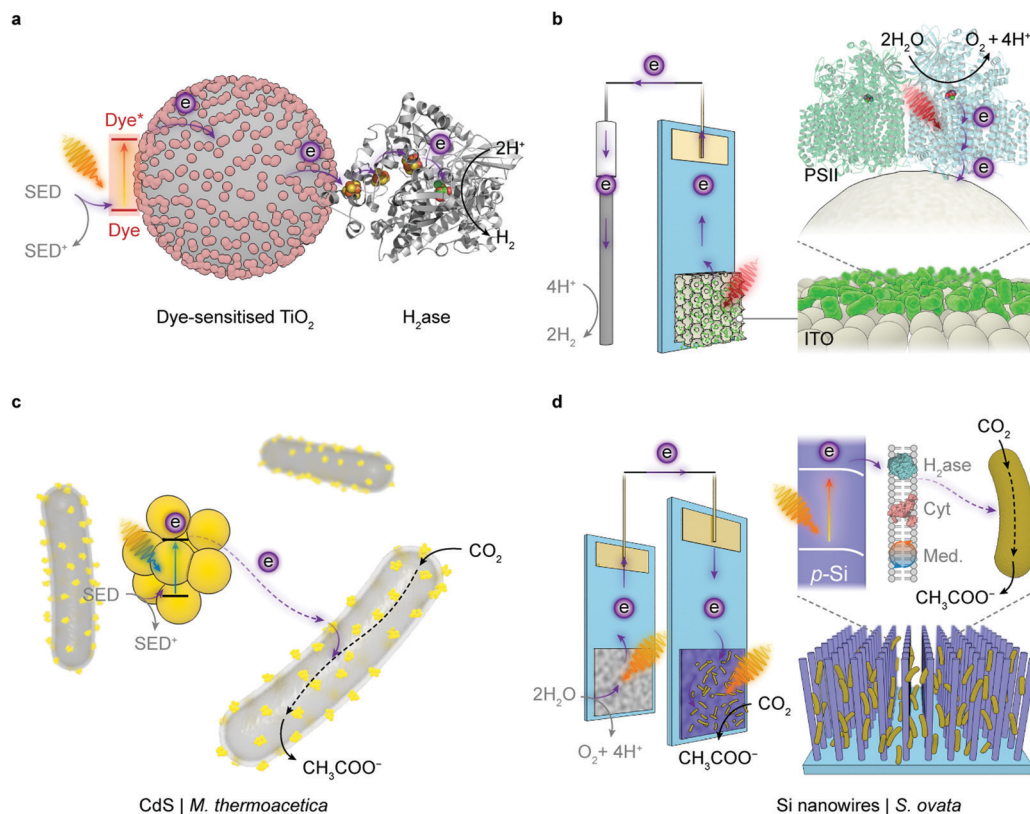 a
Dye*
e
e
e
2H⁺
SED
SED⁺
Dye
H₂
Dye-sensitised TiO₂
H₂ase
b
e
2H₂O
O₂ + 4H⁺
e
e
PSII
e
e
4H⁺
2H₂
ITO
c
e
e
CO₂
SED
SED⁺
CH₃COO⁻
CdS | M. thermoacetica
d
e
e
CO₂
H₂ase
Cyt
Med.
p-Si
CH₃COO⁻
e
e
2H₂O
CO₂
O₂ + 4H⁺
CH₃COO⁻
Si nanowires | S. ovata